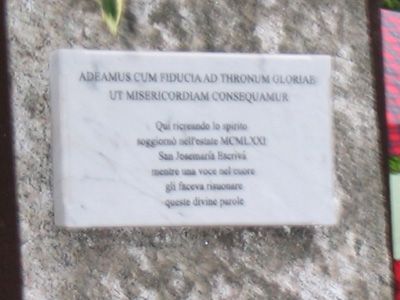 ADEAMUS CUM FIDUCIA AD THRONUM GLORIAE
UT MISERICORDIAM CONSEQUAMUR
Qui ricreando lo spirito
soggiornò nell'estate MCMLXXI
San Josemaría Escrivá
mentre una voce nel cuore
gli faceva risuonare
queste divine parole